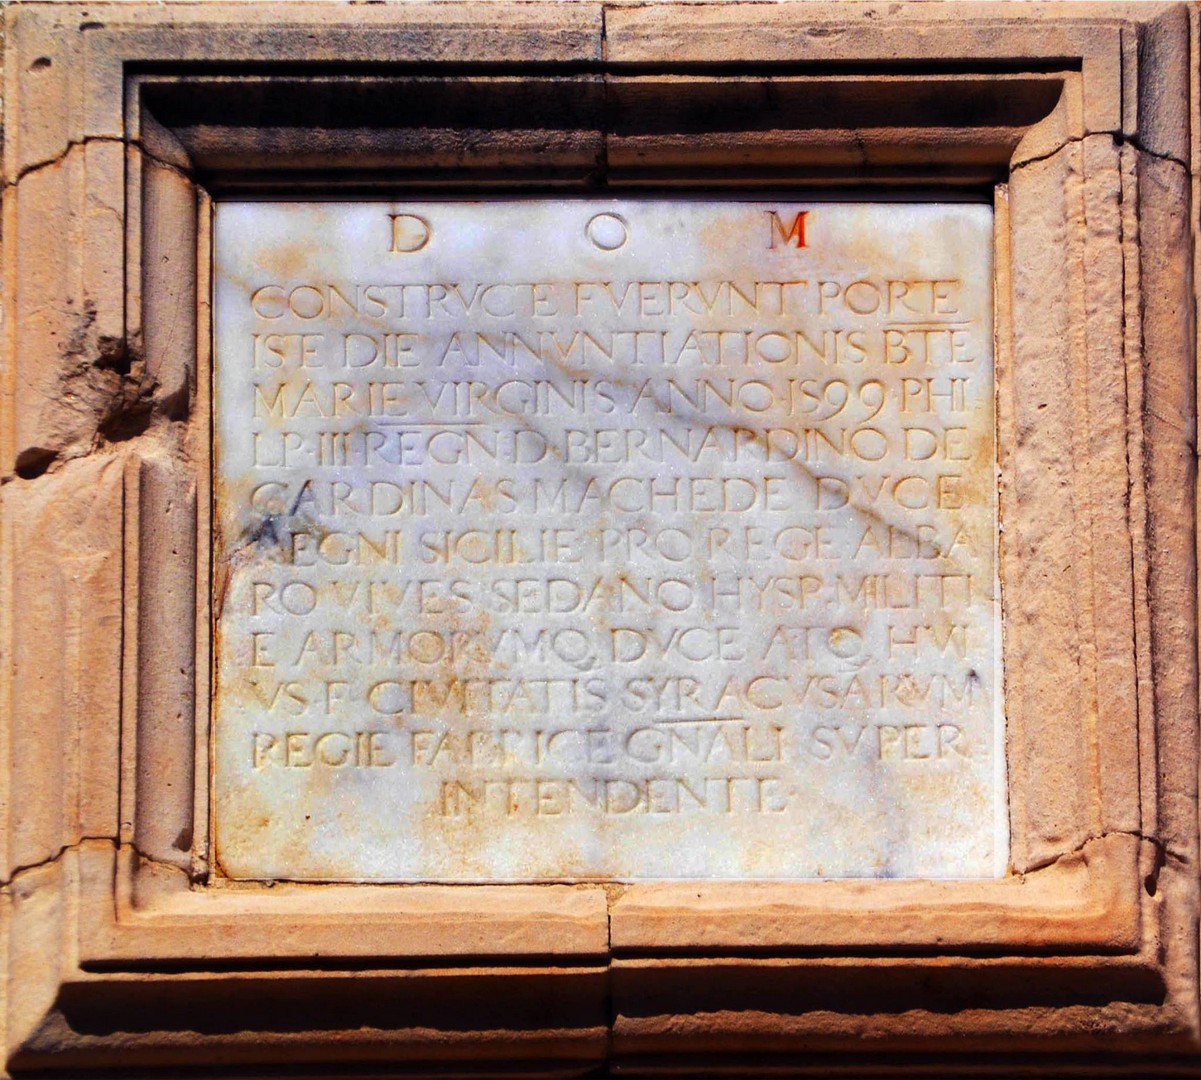 D O M
CONSTRVCTE FVERVNT PORTE
ISTE DIE ANNVNTIATIONIS BTE
MARIE VIRGINIS ANNO·1599·PHI
LP·III·REGN·D·BERNARDINO DE
CARDINAS MACHEDE DVCE
REGNI SICILIE PRO REGE ALBA
RO VIVES SEDANO HYSP·MILITI
E ARMORVMQ, DVCE ATQ, HVI
VS·F·CIVITATIS SYRACVSARVM
REGIE FABRICE GNALI SVPER
INTENDENTE